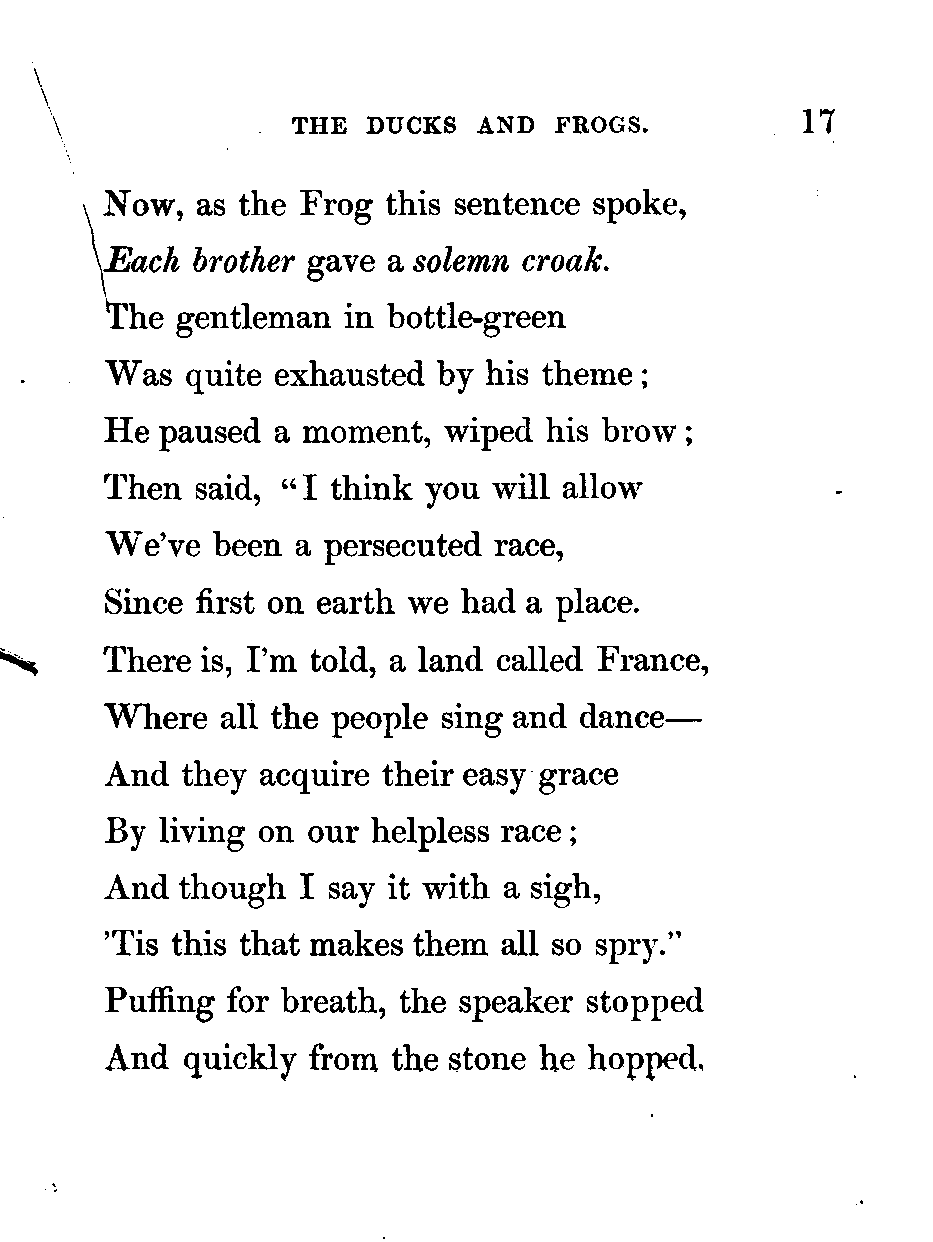 THE DUCKS AND FROGS. 17
Now, as the Frog this sentence spoke,
Each brother gave a solemn croak.
The gentleman in bottle-green
Was quite exhausted by his theme;
He paused a moment, wiped his brow;
Then said, "I think you will allow
We've been a persecuted race,
Since first on earth we had a place.
There is, I'm told, a land called France,
Where all the people sing and dance—
And they acquire their easy grace
By living on our helpless race;
And though I say it with a sigh,
'Tis this that makes them all so spry."
Puffing for breath, the speaker stopped
And quickly from the stone he hopped.